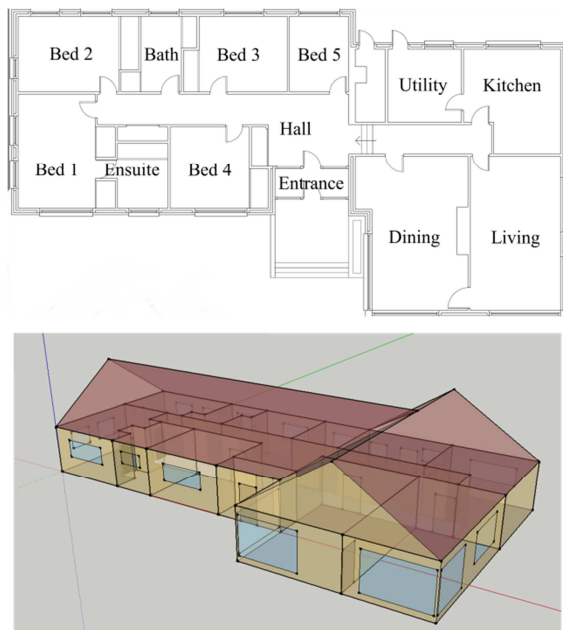 Bed 2
Bath
Bed 3
Bed 5
Utility
Kitchen
Hall
Bed 1
Ensuite
Bed 4
Entrance
Dining
Living